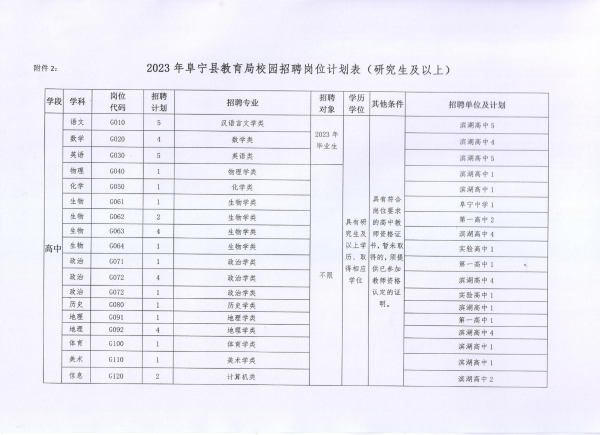 附件2：
2023年阜宁县教育局校园招聘岗位计划表（研究生及以上）
学段 学科 岗位代码 招聘计划 招聘专业 招聘对象 学历学位 其他条件 招聘单位及计划
高中
语文 G010 5 汉语言文学类 滨湖高中5
数学 G020 4 数学类 滨湖高中4
英语 G030 5 英语类 滨湖高中5
2023年毕业生
物理 G040 1 物理学类 滨湖高中1
化学 G050 1 化学类 滨湖高中1
生物 G061 1 生物学类 阜宁中学1
生物 G062 2 生物学类 第一高中2
生物 G063 4 生物学类 滨湖高中4
生物 G064 1 生物学类 实验高中1
政治 G071 1 政治学类 第一高中1
政治 G072 4 政治学类 滨湖高中4
政治 G072 1 政治学类 实验高中1
历史 G080 1 历史学类 滨湖高中1
地理 G091 1 地理学类 第一高中1
地理 G092 4 地理学类 滨湖高中4
体育 G100 1 体育学类 滨湖高中1
美术 G110 1 美术学类 滨湖高中1
信息 G120 2 计算机类 滨湖高中2
不限
具有研究生及以上学历、取得相应学位
具有符合岗位要求的高中教师资格证书，暂未取得的，须提供已参加教师资格认定的证明。